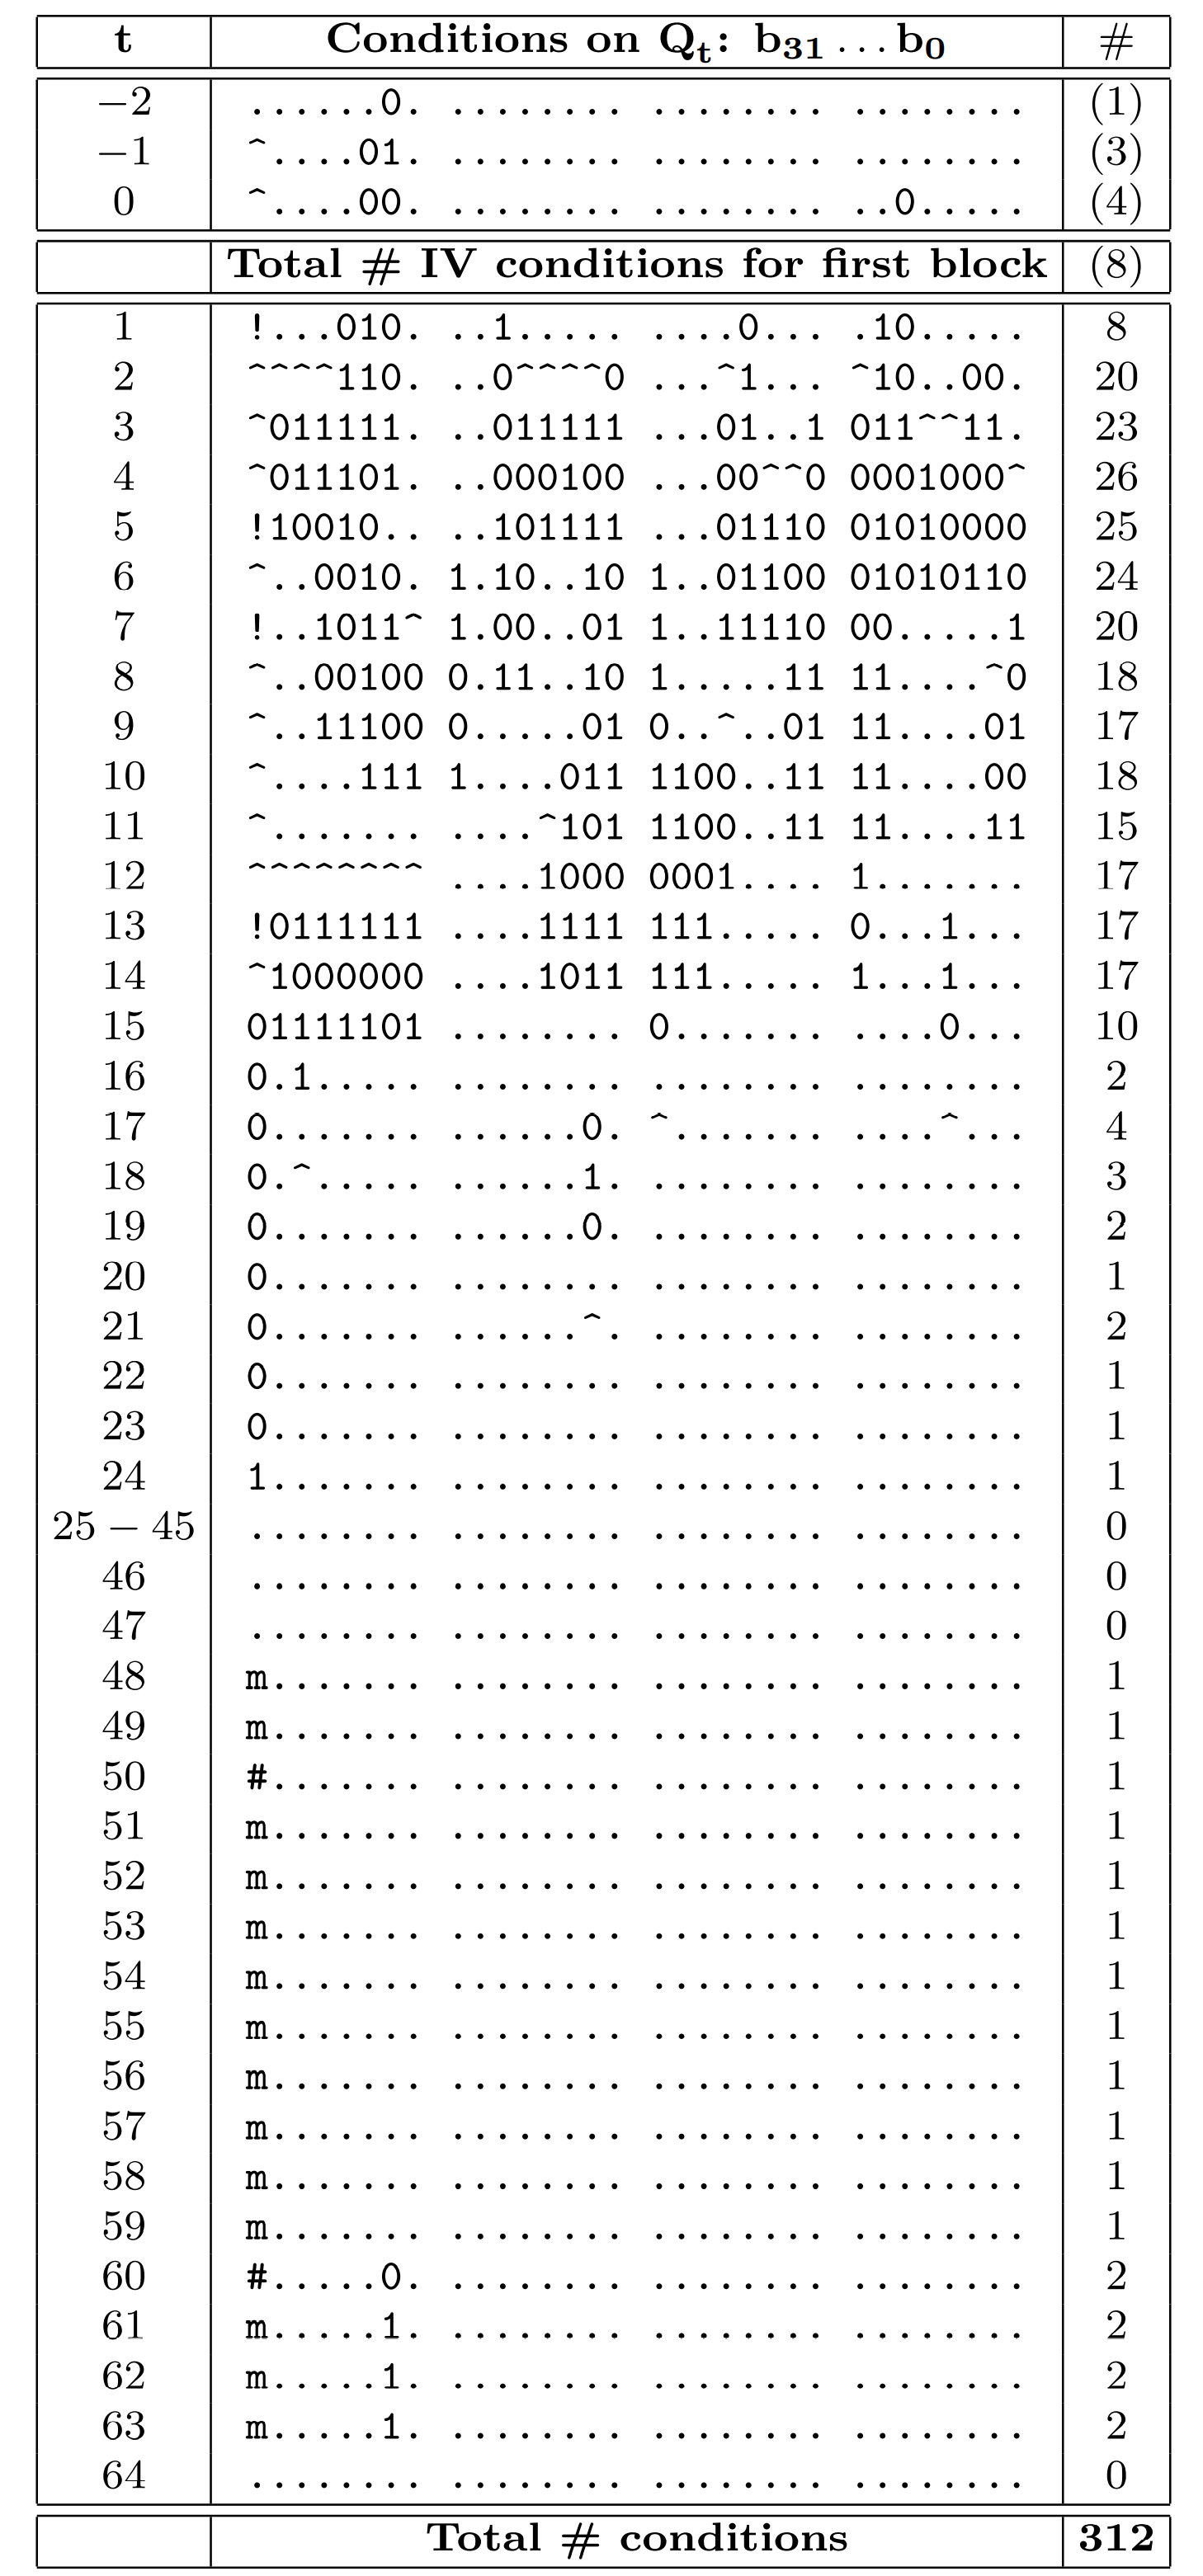 t Conditions on Qt: b31 … b0 #
−2 ......0. ........ ........ ........ (1)
−1 ^....01. ........ ........ ........ (3)
0 ^....00. ........ ........ ..0..... (4)
Total # IV conditions for first block (8)
1 !...010. ..1..... ....0... .10..... 8
2 ^^^^110. ..0^^^^0 ...^1... ^10..00. 20
3 ^011111. ..011111 ...01..1 011^^11. 23
4 ^011101. ..000100 ...00^^0 0001000^ 26
5 !10010.. ..101111 ...01110 01010000 25
6 ^..0010. 1.10..10 1..01100 01010110 24
7 !..1011^ 1.00..01 1..11110 00.....1 20
8 ^..00100 0.11..10 1.....11 11....^0 18
9 ^..11100 0.....01 0..^..01 11....01 17
10 ^....111 1....011 1100..11 11....00 18
11 ^....... ....^101 1100..11 11....11 15
12 ^^^^^^^^ ....1000 0001.... 1....... 17
13 !0111111 ....1111 111..... 0...1... 17
14 ^1000000 ....1011 111..... 1...1... 17
15 01111101 ........ 0....... ....0... 10
16 0.1..... ........ ........ ........ 2
17 0....... ......0. ^....... ....^... 4
18 0.^..... ......1. ........ ........ 3
19 0....... ......0. ........ ........ 2
20 0....... ........ ........ ........ 1
21 0....... ......^. ........ ........ 2
22 0....... ........ ........ ........ 1
23 0....... ........ ........ ........ 1
24 1....... ........ ........ ........ 1
25 − 45 ........ ........ ........ ........ 0
46 ........ ........ ........ ........ 0
47 ........ ........ ........ ........ 0
48 m....... ........ ........ ........ 1
49 m....... ........ ........ ........ 1
50 #....... ........ ........ ........ 1
51 m....... ........ ........ ........ 1
52 m....... ........ ........ ........ 1
53 m....... ........ ........ ........ 1
54 m....... ........ ........ ........ 1
55 m....... ........ ........ ........ 1
56 m....... ........ ........ ........ 1
57 m....... ........ ........ ........ 1
58 m....... ........ ........ ........ 1
59 m....... ........ ........ ........ 1
60 #.....0. ........ ........ ........ 2
61 m.....1. ........ ........ ........ 2
62 m.....1. ........ ........ ........ 2
63 m.....1. ........ ........ ........ 2
64 ........ ........ ........ ........ 0
Total # conditions 312